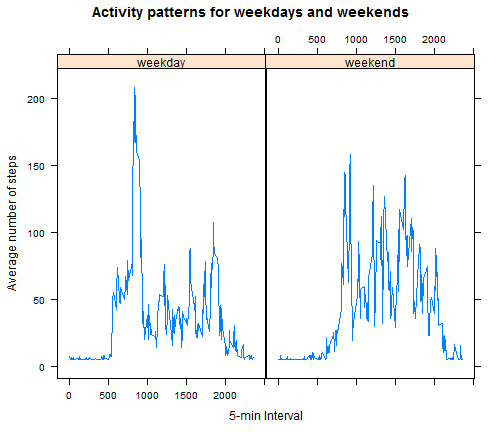 Activity patterns for weekdays and weekends
0 500 1000 1500 2000
weekday weekend
200
150
100
50
0
Average number of steps
0 500 1000 1500 2000
5-min Interval